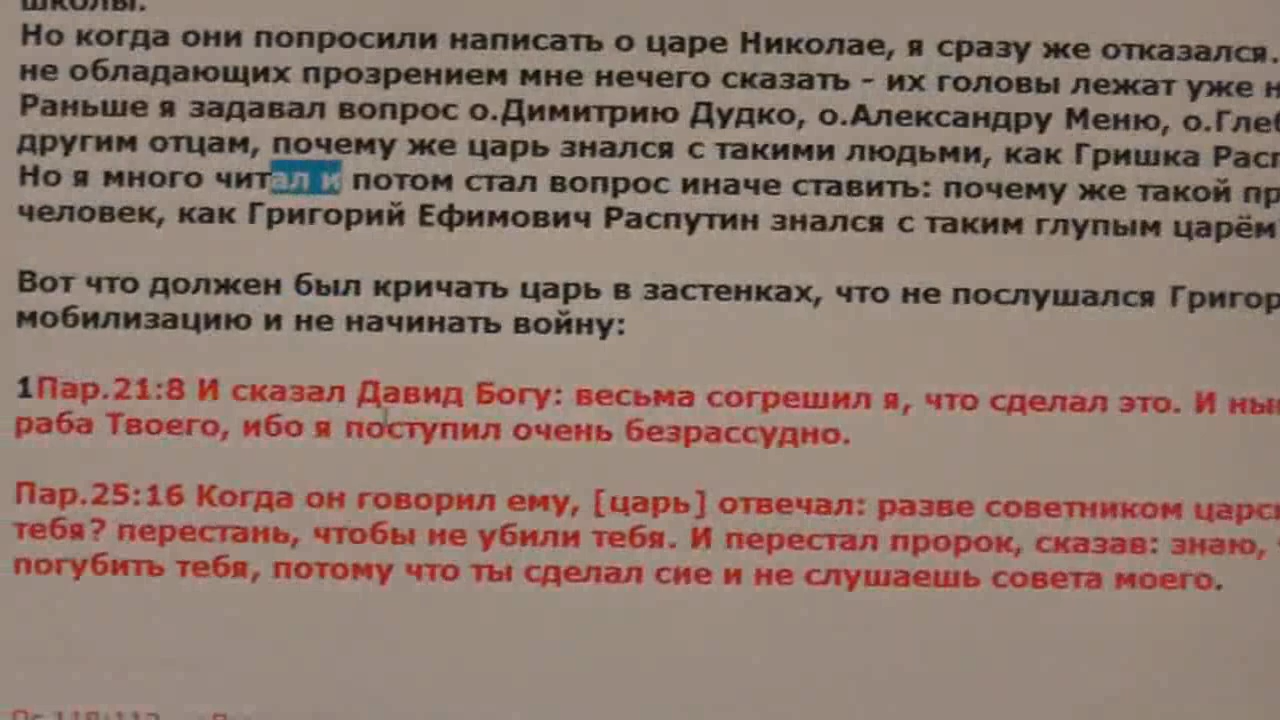 школы.
Но когда они попросили написать о царе Николае, я сразу же отказался.
не обладающих прозрением мне нечего сказать - их головы лежат уже н
Раньше я задавал вопрос о.Димитрию Дудко, о.Александру Меню, о.Глеб
другим отцам, почему же царь знался с такими людьми, как Гришка Расп
Но я много читал и потом стал вопрос иначе ставить: почему же такой пр
человек, как Григорий Ефимович Распутин знался с таким глупым царём
Вот что должен был кричать царь в застенках, что не послушался Григор
мобилизацию и не начинать войну:
1Пар.21:8 И сказал Давид Богу: весьма согрешил я, что сделал это. И ны
раба Твоего, ибо я поступил очень безрассудно.
Пар.25:16 Когда он говорил ему, [царь] отвечал: разве советником царск
тебя? перестань, чтобы не убили тебя. И перестал пророк, сказав: знаю,
погубить тебя, потому что ты сделал сие и не слушаешь совета моего.